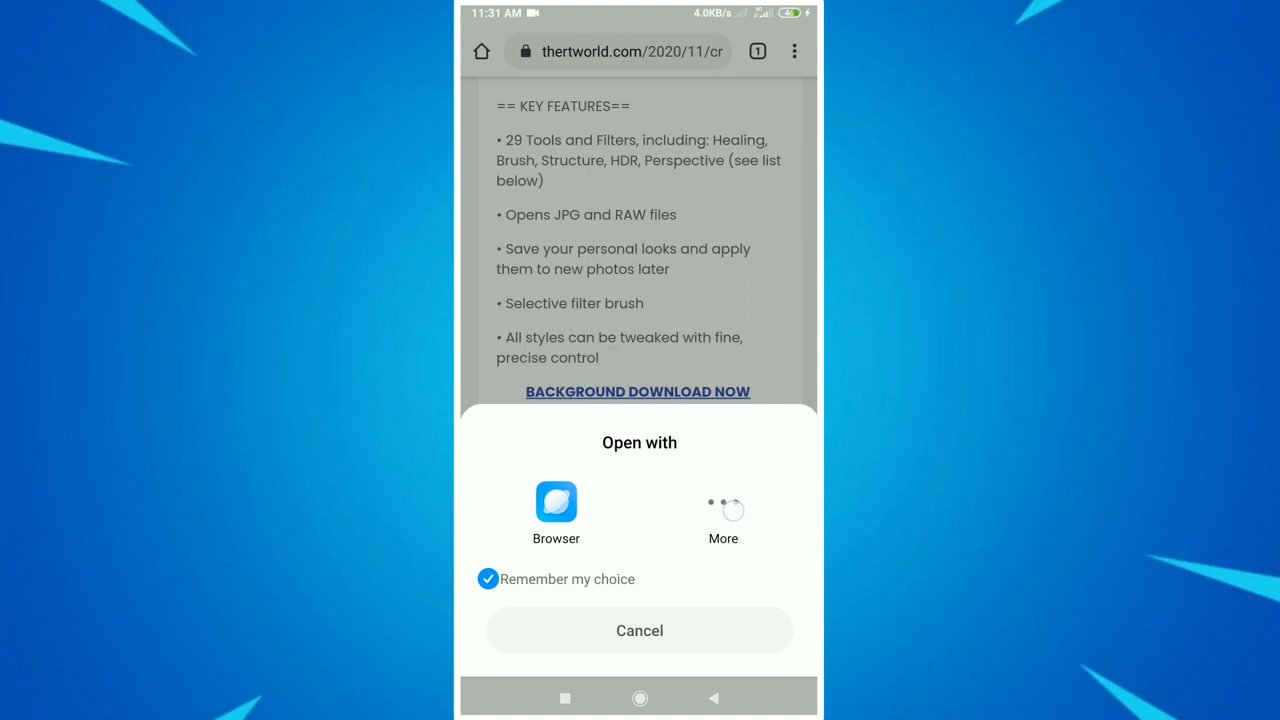 11:31 AM
4.0KB/s 4G 46
thertworld.com/2020/11/cr
1
== KEY FEATURES==
• 29 Tools and Filters, including: Healing,
Brush, Structure, HDR, Perspective (see list
below)
• Opens JPG and RAW files
• Save your personal looks and apply
them to new photos later
• Selective filter brush
• All styles can be tweaked with fine,
precise control
BACKGROUND DOWNLOAD NOW
Open with
Browser
More
Remember my choice
Cancel